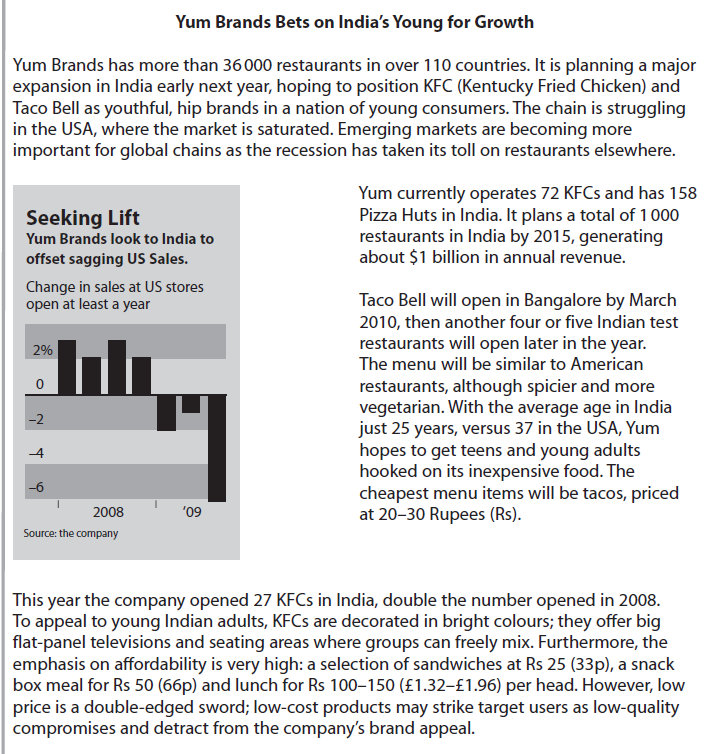 Yum Brands Bets on India's Young for Growth
Yum Brands has more than 36 000 restaurants in over 110 countries. It is planning a major
expansion in India early next year, hoping to position KFC (Kentucky Fried Chicken) and
Taco Bell as youthful, hip brands in a nation of young consumers. The chain is struggling
in the USA, where the market is saturated. Emerging markets are becoming more
important for global chains as the recession has taken its toll on restaurants elsewhere.
Seeking Lift
Yum Brands look to India to
offset sagging US Sales.
Change in sales at US stores
open at least a year
2%
0
–2
–4
–6
2008 '09
Source: the company
Yum currently operates 72 KFCs and has 158
Pizza Huts in India. It plans a total of 1 000
restaurants in India by 2015, generating
about $1 billion in annual revenue.
Taco Bell will open in Bangalore by March
2010, then another four or five Indian test
restaurants will open later in the year.
The menu will be similar to American
restaurants, although spicier and more
vegetarian. With the average age in India
just 25 years, versus 37 in the USA, Yum
hopes to get teens and young adults
hooked on its inexpensive food. The
cheapest menu items will be tacos, priced
at 20–30 Rupees (Rs).
This year the company opened 27 KFCs in India, double the number opened in 2008.
To appeal to young Indian adults, KFCs are decorated in bright colours; they offer big
flat-panel televisions and seating areas where groups can freely mix. Furthermore, the
emphasis on affordability is very high: a selection of sandwiches at Rs 25 (33p), a snack
box meal for Rs 50 (66p) and lunch for Rs 100–150 (£1.32–£1.96) per head. However, low
price is a double-edged sword; low-cost products may strike target users as low-quality
compromises and detract from the company's brand appeal.